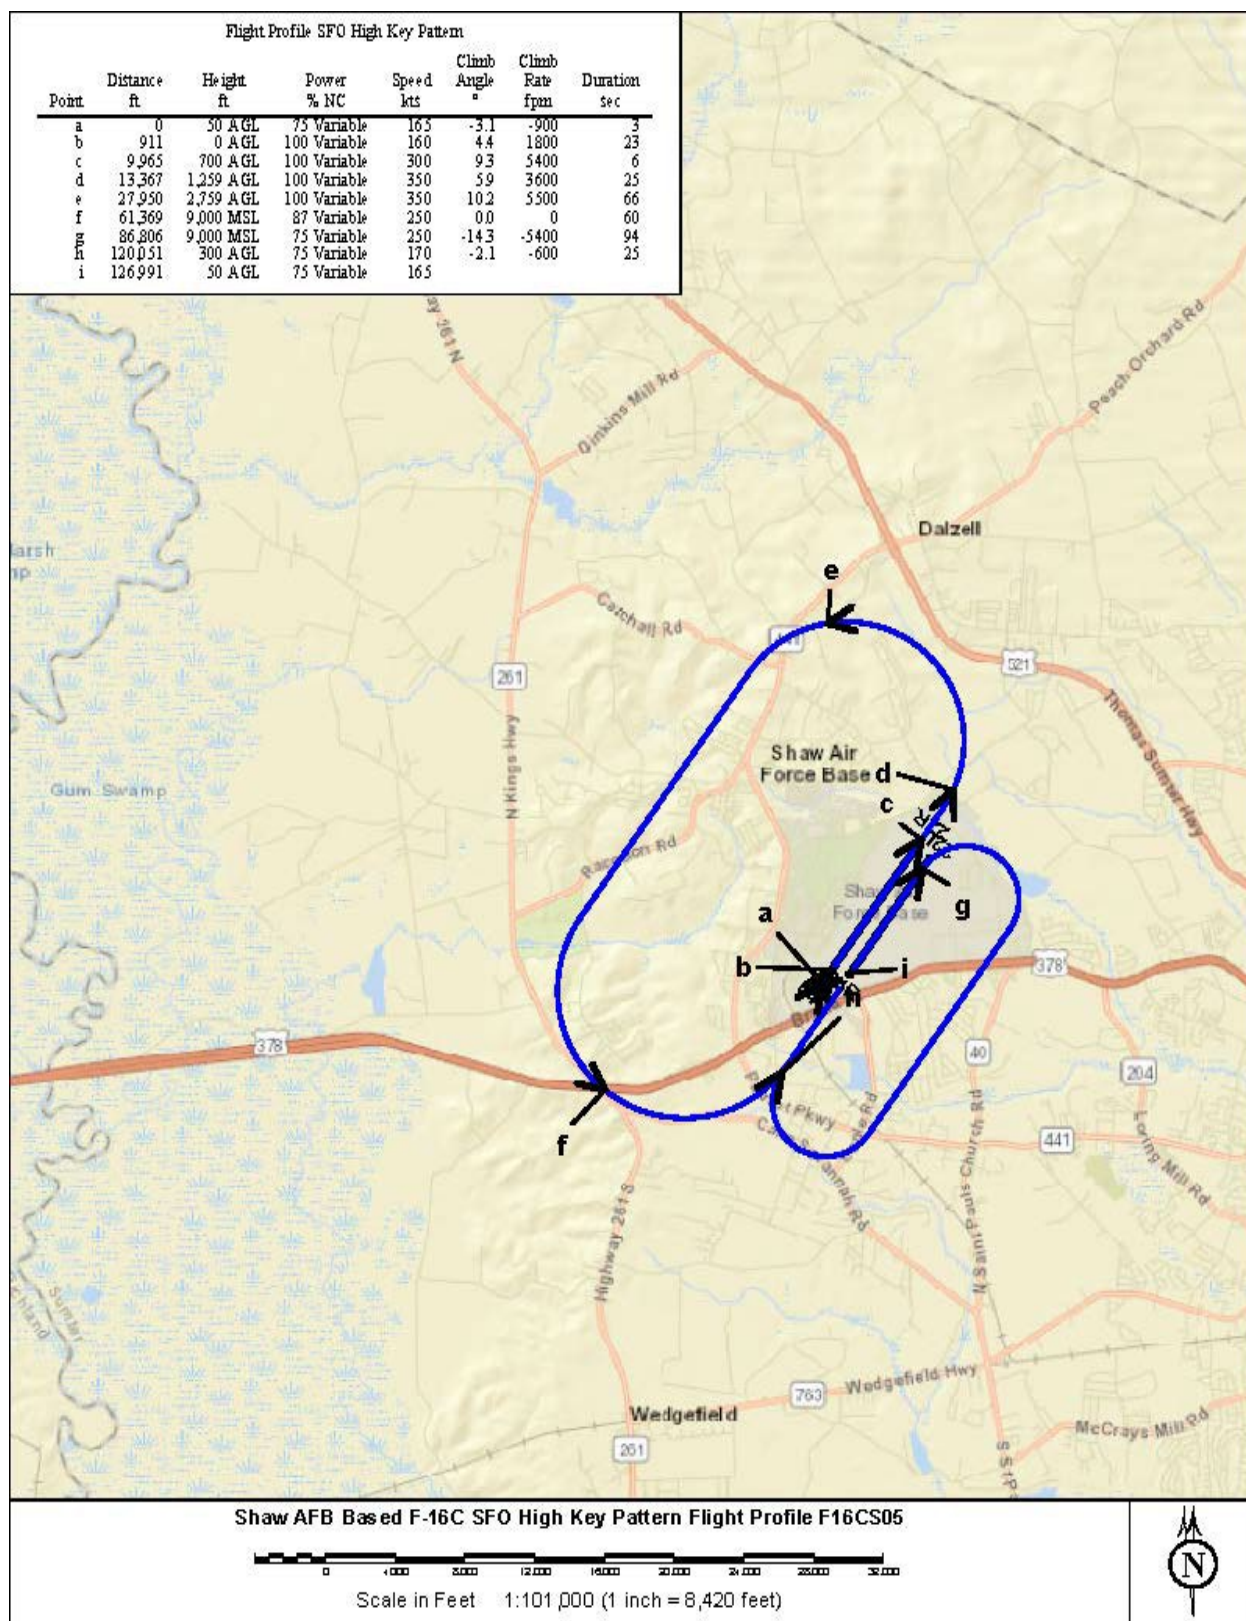 Flight Profile SFO High Key Pattern
Climb Climb
Distance Height Power Speed Angle Rate Duration
Point ft ft % NC kts ° fpm sec
a 0 50 AGL 75 Variable 165 -3.1 -900 3
b 911 0 AGL 100 Variable 160 4.4 1800 23
c 9,965 700 AGL 100 Variable 300 9.3 5400 6
d 13,367 1,259 AGL 100 Variable 350 5.9 3600 25
e 27,950 2,759 AGL 100 Variable 350 10.2 5500 66
f 61,369 9,000 MSL 87 Variable 250 0.0 0 60
g 86,806 9,000 MSL 75 Variable 250 -14.3 -5400 94
h 120,051 300 AGL 75 Variable 170 -2.1 -600 25
i 126,991 50 AGL 75 Variable 165
ay 261 N
Dinkins Mill Rd
Peach Orchard Rd
Dalzell
e
Catchall Rd
441
261
521
N Kings Hwy
Thomas Sumter Hwy
Shaw Air
Force Base
d
c
Gum Swamp
Raccoon Rd
Shaw
Force Base
g
a
b
i
h
378
378
40
204
f
Pkwy
441
Loring Mill Rd
N Saint Pauls Church Rd
Highway 261 S
Sumter
Wedgefield Hwy
763
Wedgefield
261
McCrays Mill Rd
Shaw AFB Based F-16C SFO High Key Pattern Flight Profile F16CS05
0 4,000 8,000 12,000 16,000 20,000 24,000 28,000 32,000
Scale in Feet 1:101,000 (1 inch = 8,420 feet)
N